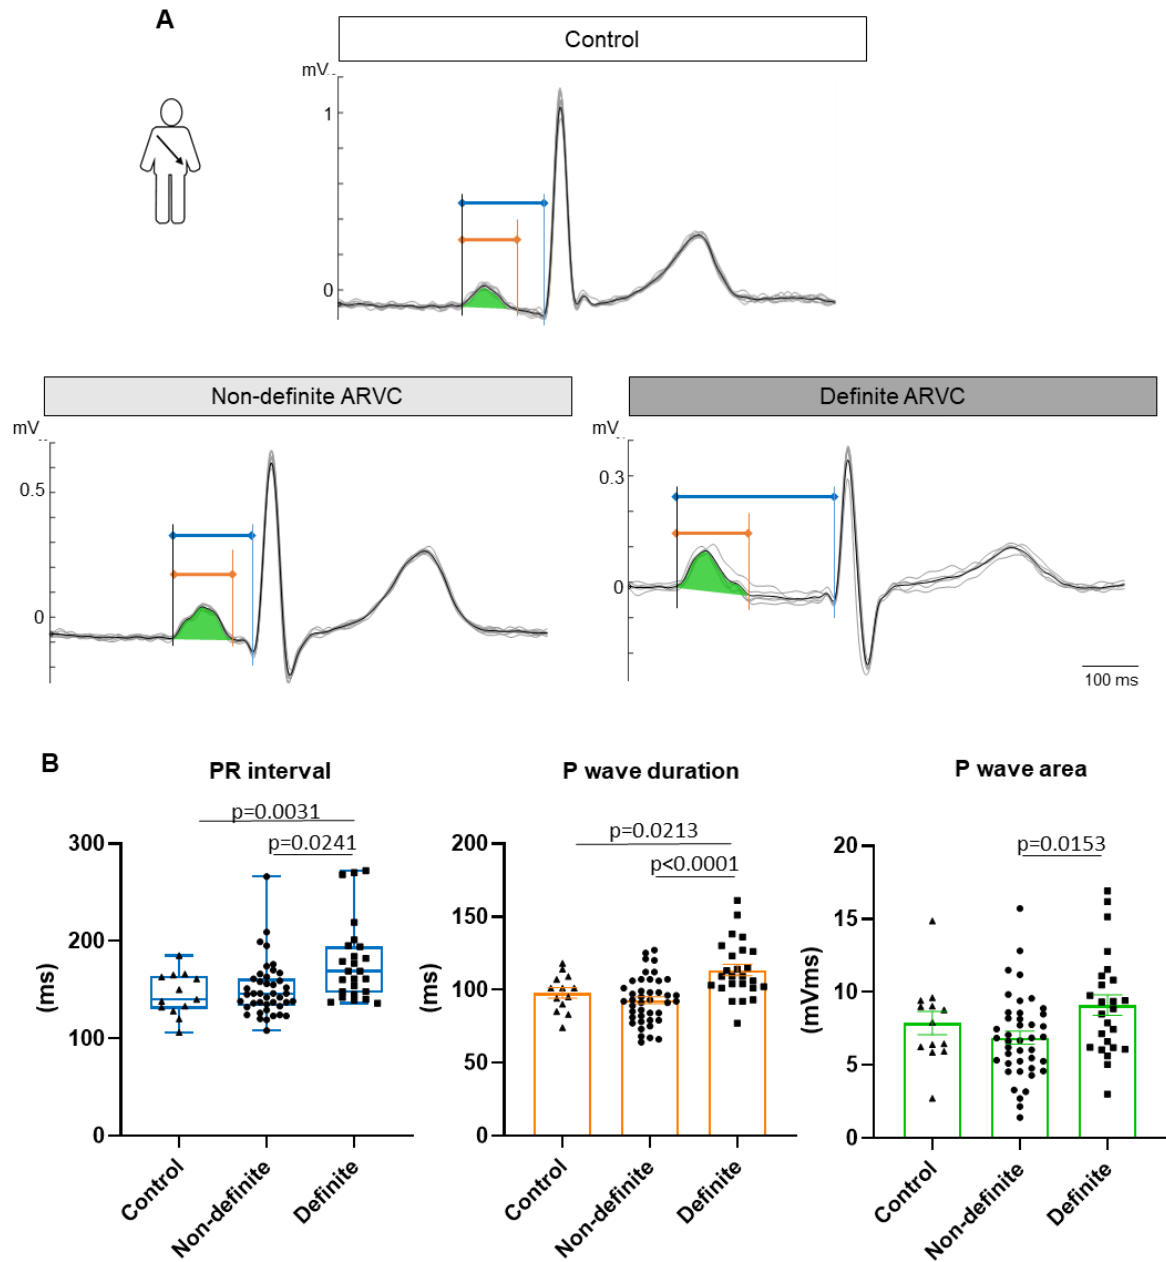 A
Control
mV
1
0
Non-definite ARVC
Definite ARVC
mV
0.5
0
mV
0.3
0
100 ms
B
PR interval
P wave duration
P wave area
p=0.0031
p=0.0241
p=0.0213
p<0.0001
p=0.0153
300
200
100
0
(ms)
Control
Non-definite
Definite
200
150
100
50
0
(ms)
Control
Non-definite
Definite
20
15
10
5
0
(mVms)
Control
Non-definite
Definite